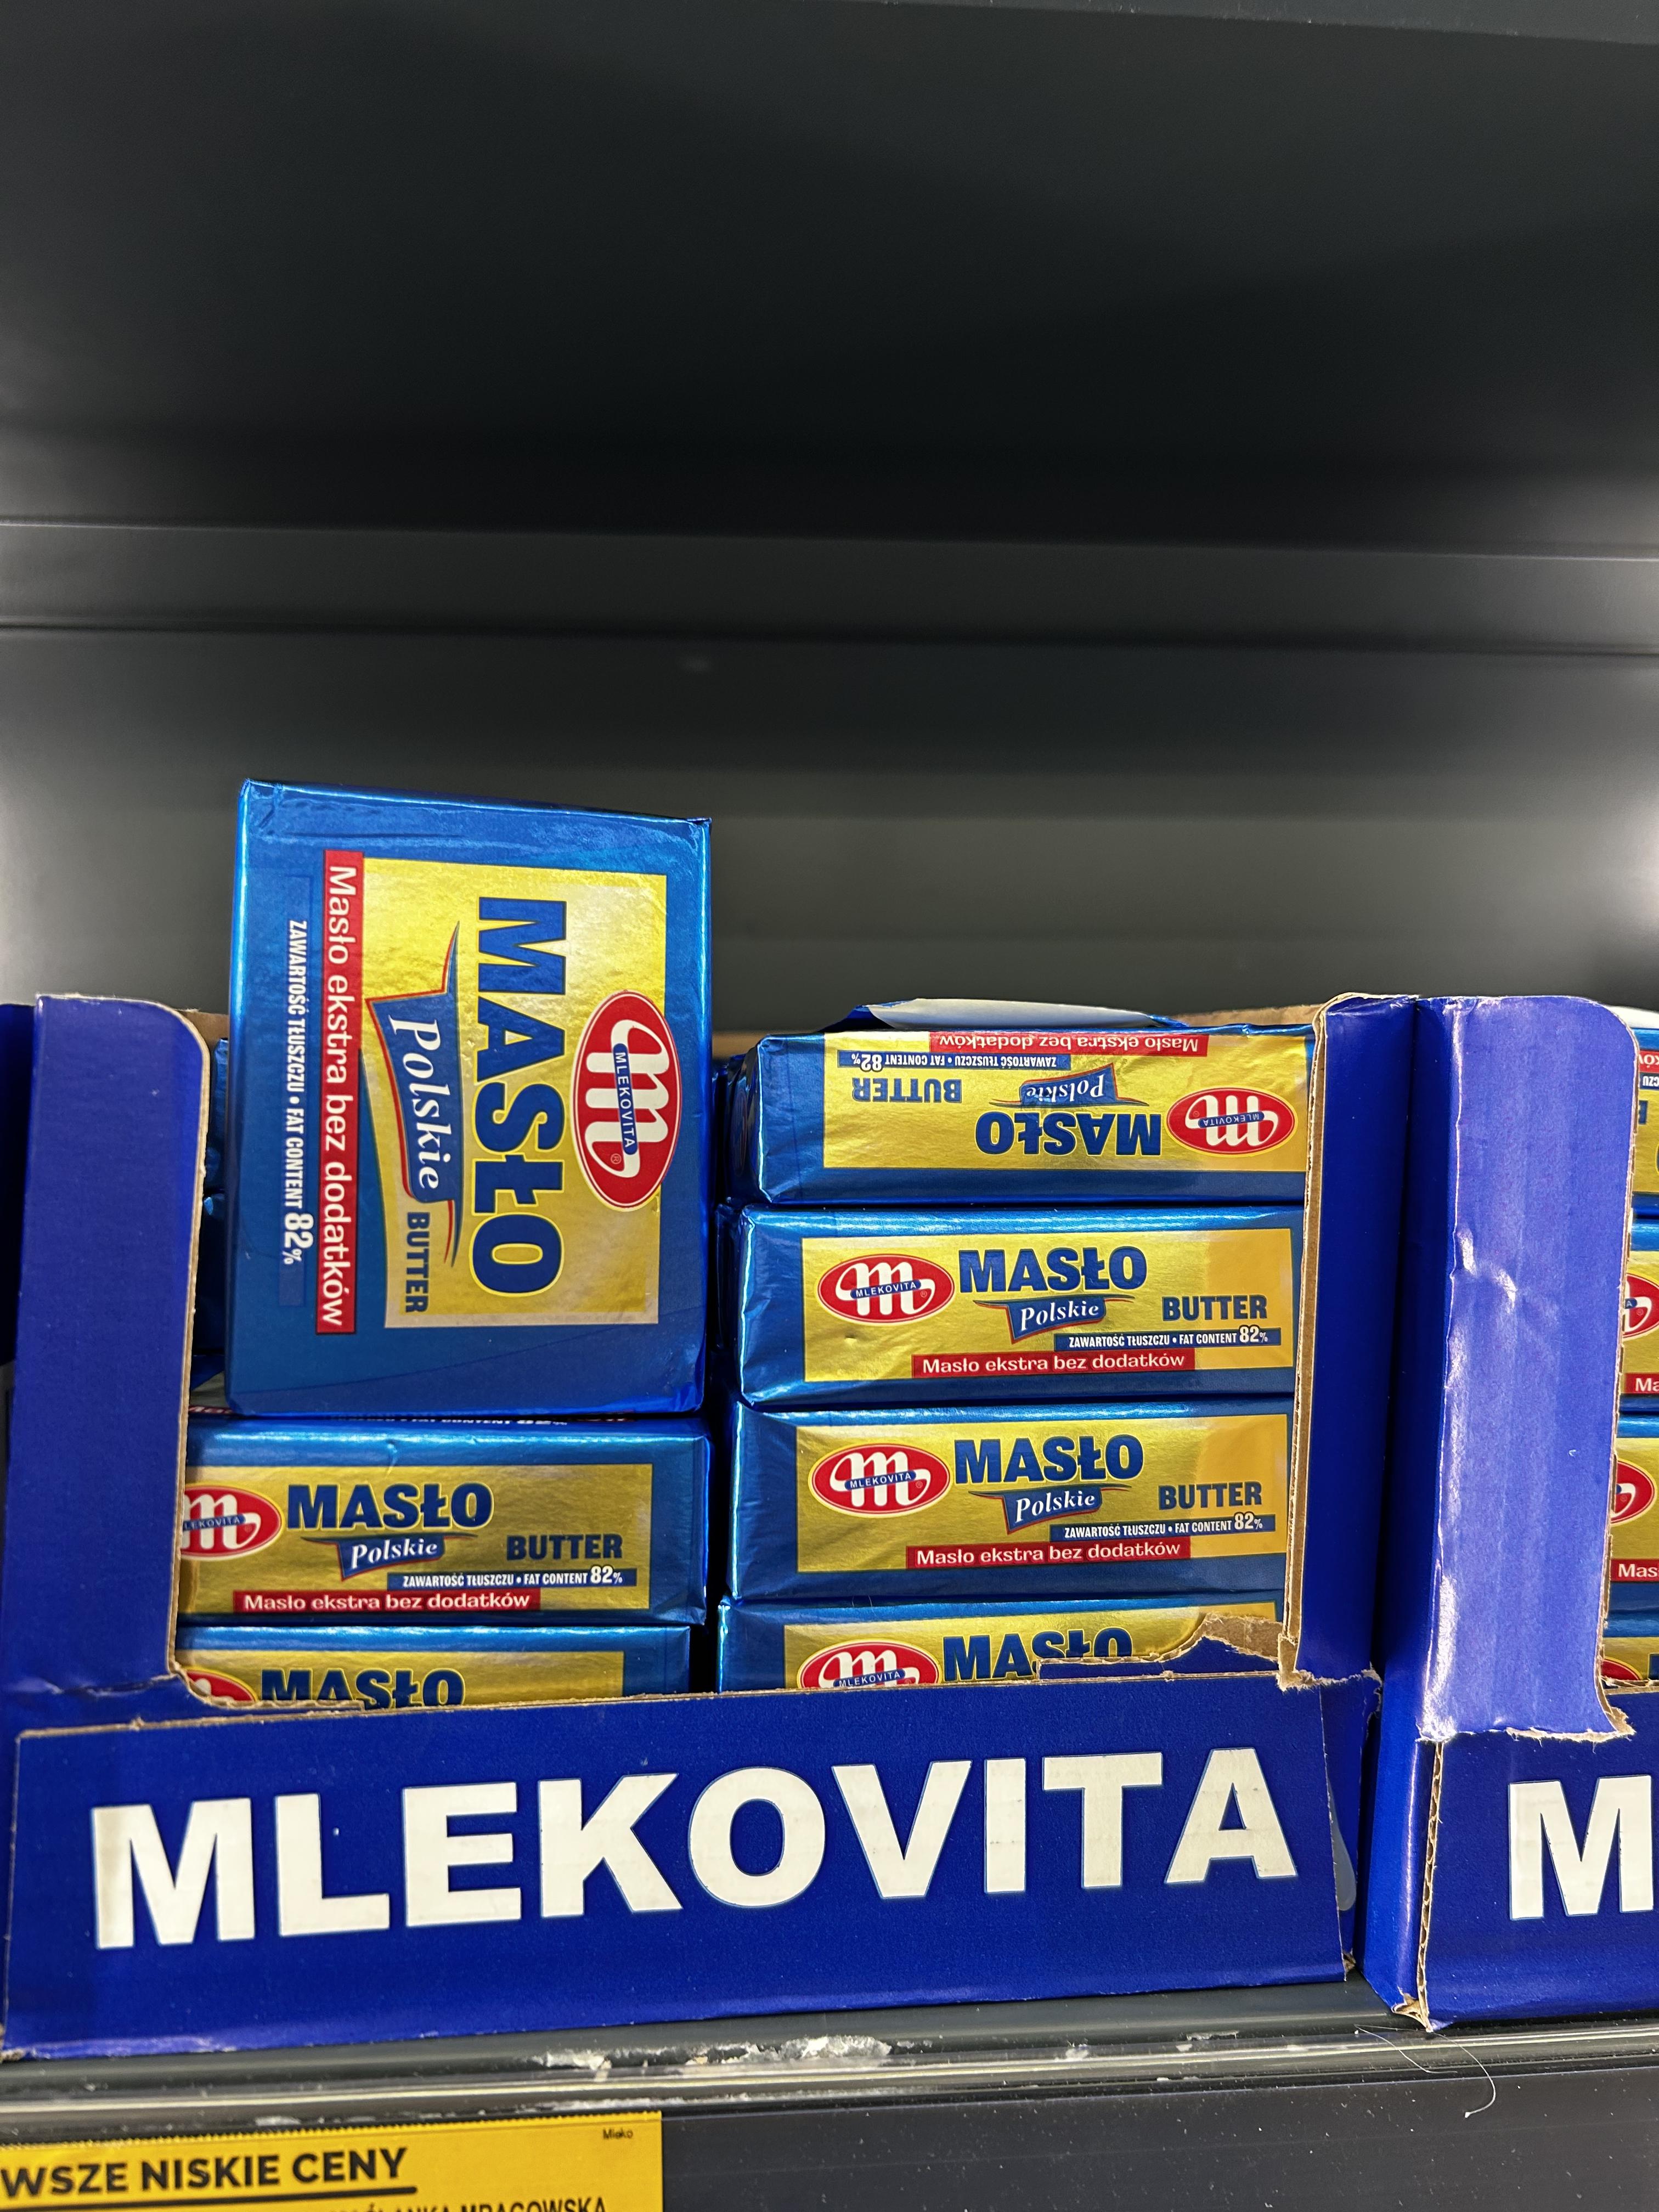 MASŁO
Polskie
BUTTER
Masło ekstra bez dodatków
ZAWARTOŚĆ TŁUSZCZU • FAT CONTENT 82%
MLEKOVITA
MLEKOVITA
MASŁO
Polskie
BUTTER
ZAWARTOŚĆ TŁUSZCZU • FAT CONTENT 82%
Masło ekstra bez dodatków
MLEKOVITA
MASŁO
Polskie
BUTTER
ZAWARTOŚĆ TŁUSZCZU • FAT CONTENT 82%
Masło ekstra bez dodatków
MLEKOVITA
MASŁO
Polskie
BUTTER
ZAWARTOŚĆ TŁUSZCZU • FAT CONTENT 82%
Masło ekstra bez dodatków
LEKOVITA
MASŁO
Polskie
BUTTER
ZAWARTOŚĆ TŁUSZCZU • FAT CONTENT 82%
Masło ekstra bez dodatków
MASŁO
MLEKOVITA
MASŁO
MLEKOVITA
M
Mleko
WSZE NISKIE CENY
MRĄGOWSKA